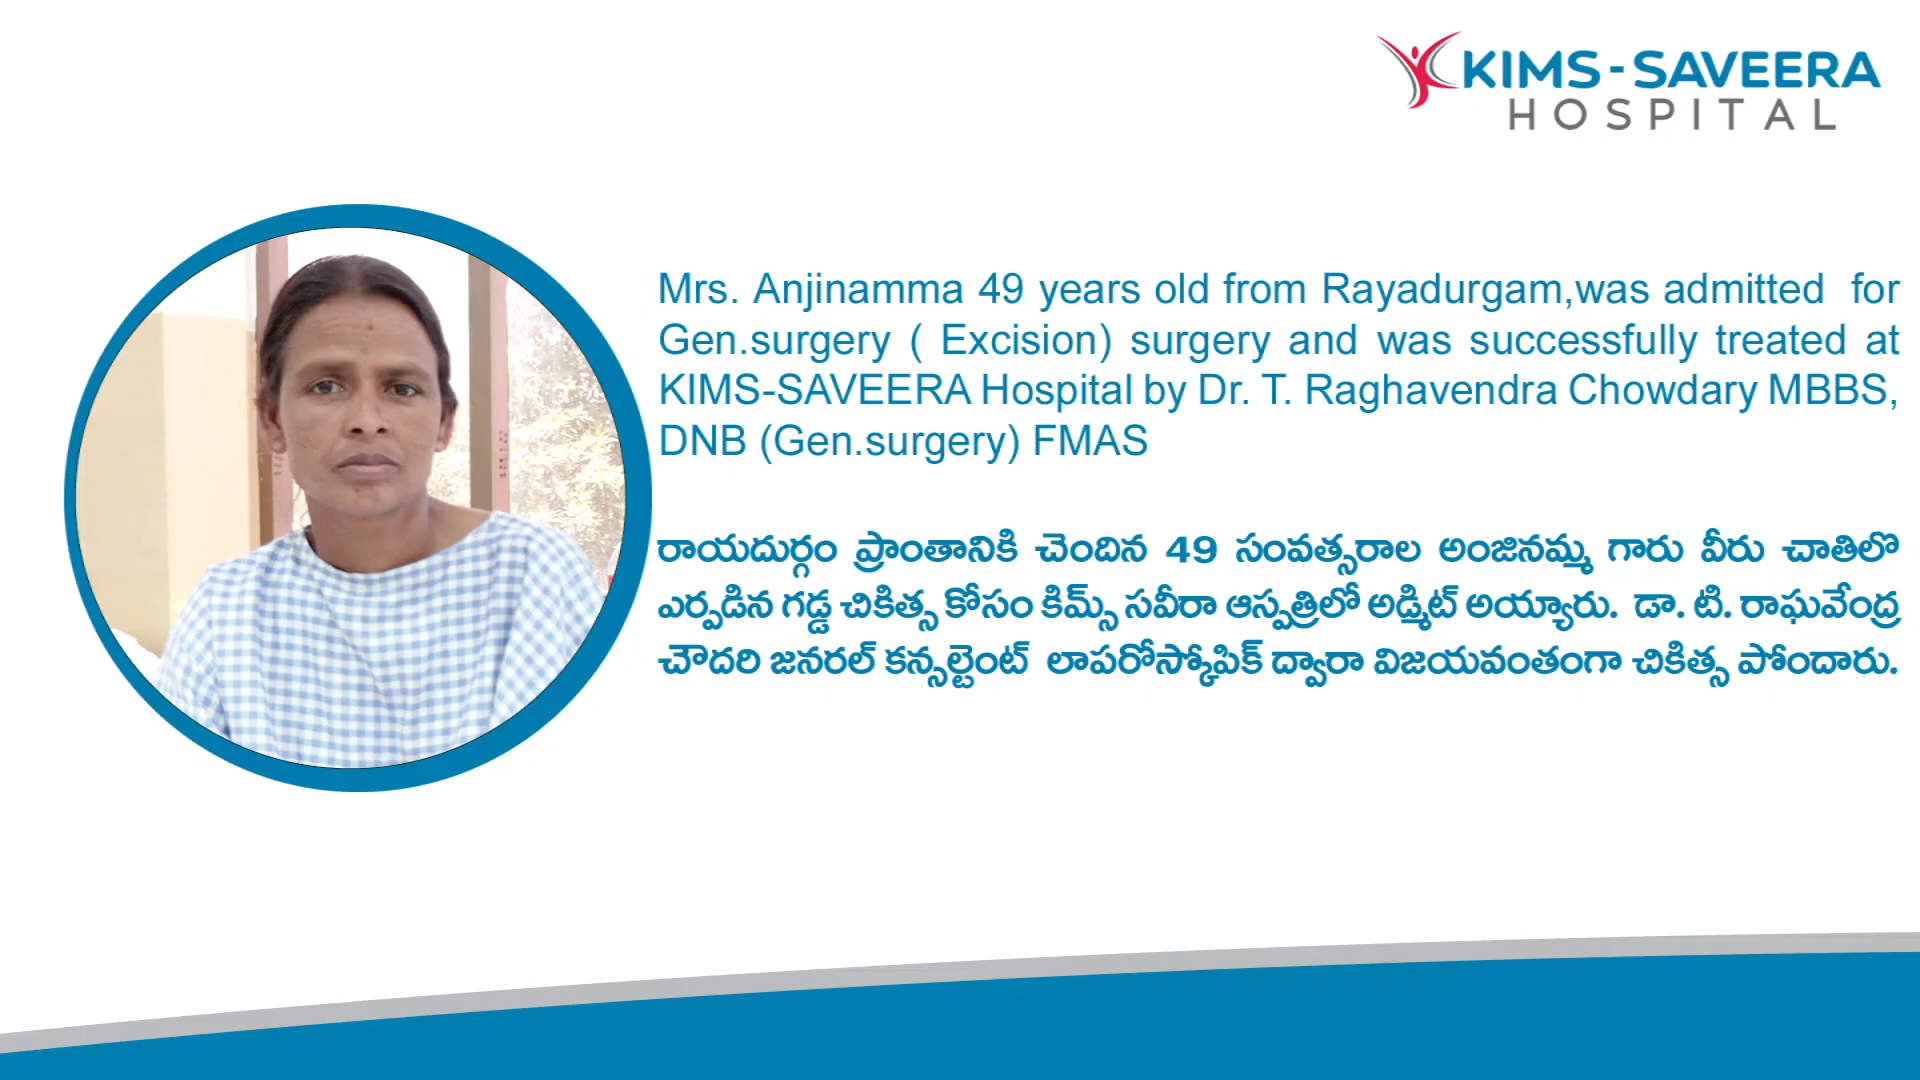 KIMS - SAVEERA
HOSPITAL
Mrs. Anjinamma 49 years old from Rayadurgam,was admitted for
Gen.surgery ( Excision) surgery and was successfully treated at
KIMS-SAVEERA Hospital by Dr. T. Raghavendra Chowdary MBBS,
DNB (Gen.surgery) FMAS
రాయదుర్గం ప్రాంతానికి చెందిన 49 సంవత్సరాల అంజినమ్మ గారు వీరు చాతిలొ
ఎర్పడిన గడ్డ చికిత్స కోసం కిమ్స్ సవీరా ఆస్పత్రిలో అడ్మిట్ అయ్యారు. డా. టి. రాఘవేంద్ర
చౌదరి జనరల్ కన్సల్టెంట్ లాపరోస్కోపిక్ ద్వారా విజయవంతంగా చికిత్స పోందారు.